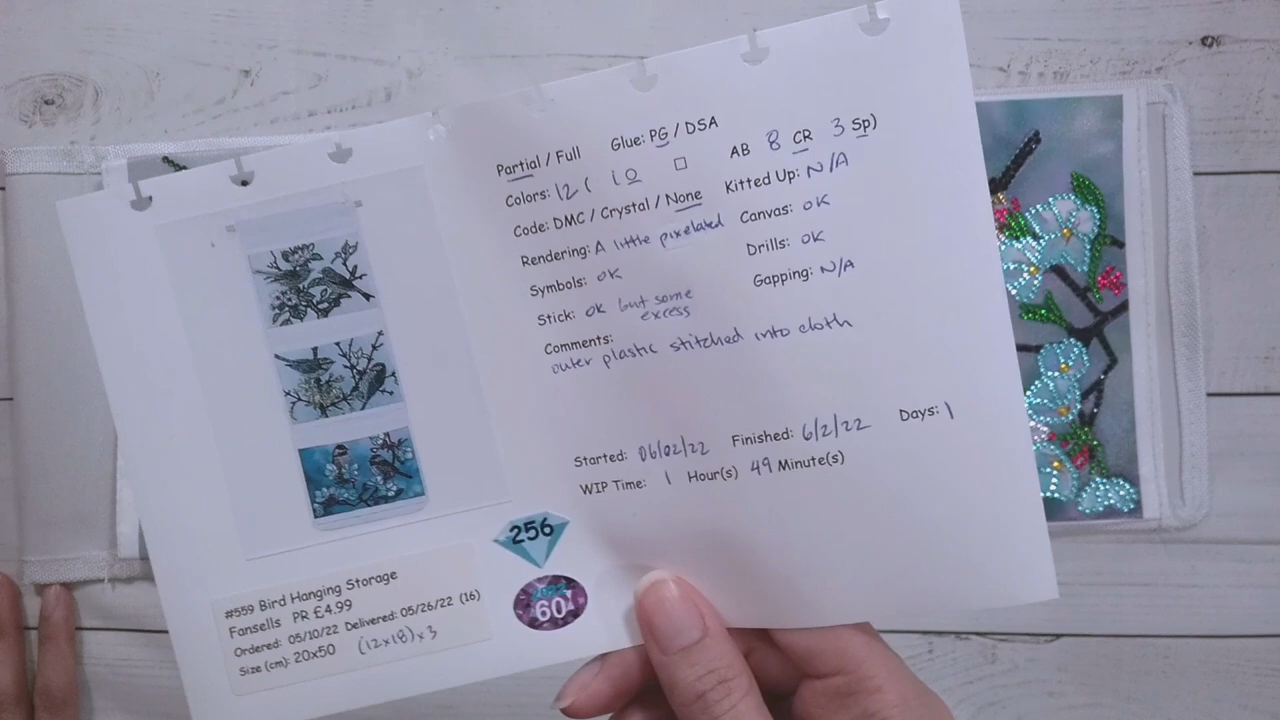 Partial / Full Glue: PG / DSA
Colors: 12 ( 1 O □ AB 8 CR 3 Sp)
Code: DMC / Crystal / None Kitted Up: N/A
Rendering: A little pixelated Canvas: OK
Symbols: OK Drills: OK
Stick: OK but some excess Gapping: N/A
Comments:
outer plastic stitched into cloth
Started: 06/02/22 Finished: 6/2/22 Days: 1
WIP Time: 1 Hour(s) 49 Minute(s)
256
2022
60
#559 Bird Hanging Storage
Fansells PR £4.99
Ordered: 05/10/22 Delivered: 05/26/22 (16)
Size (cm): 20x50 (12x18)x3